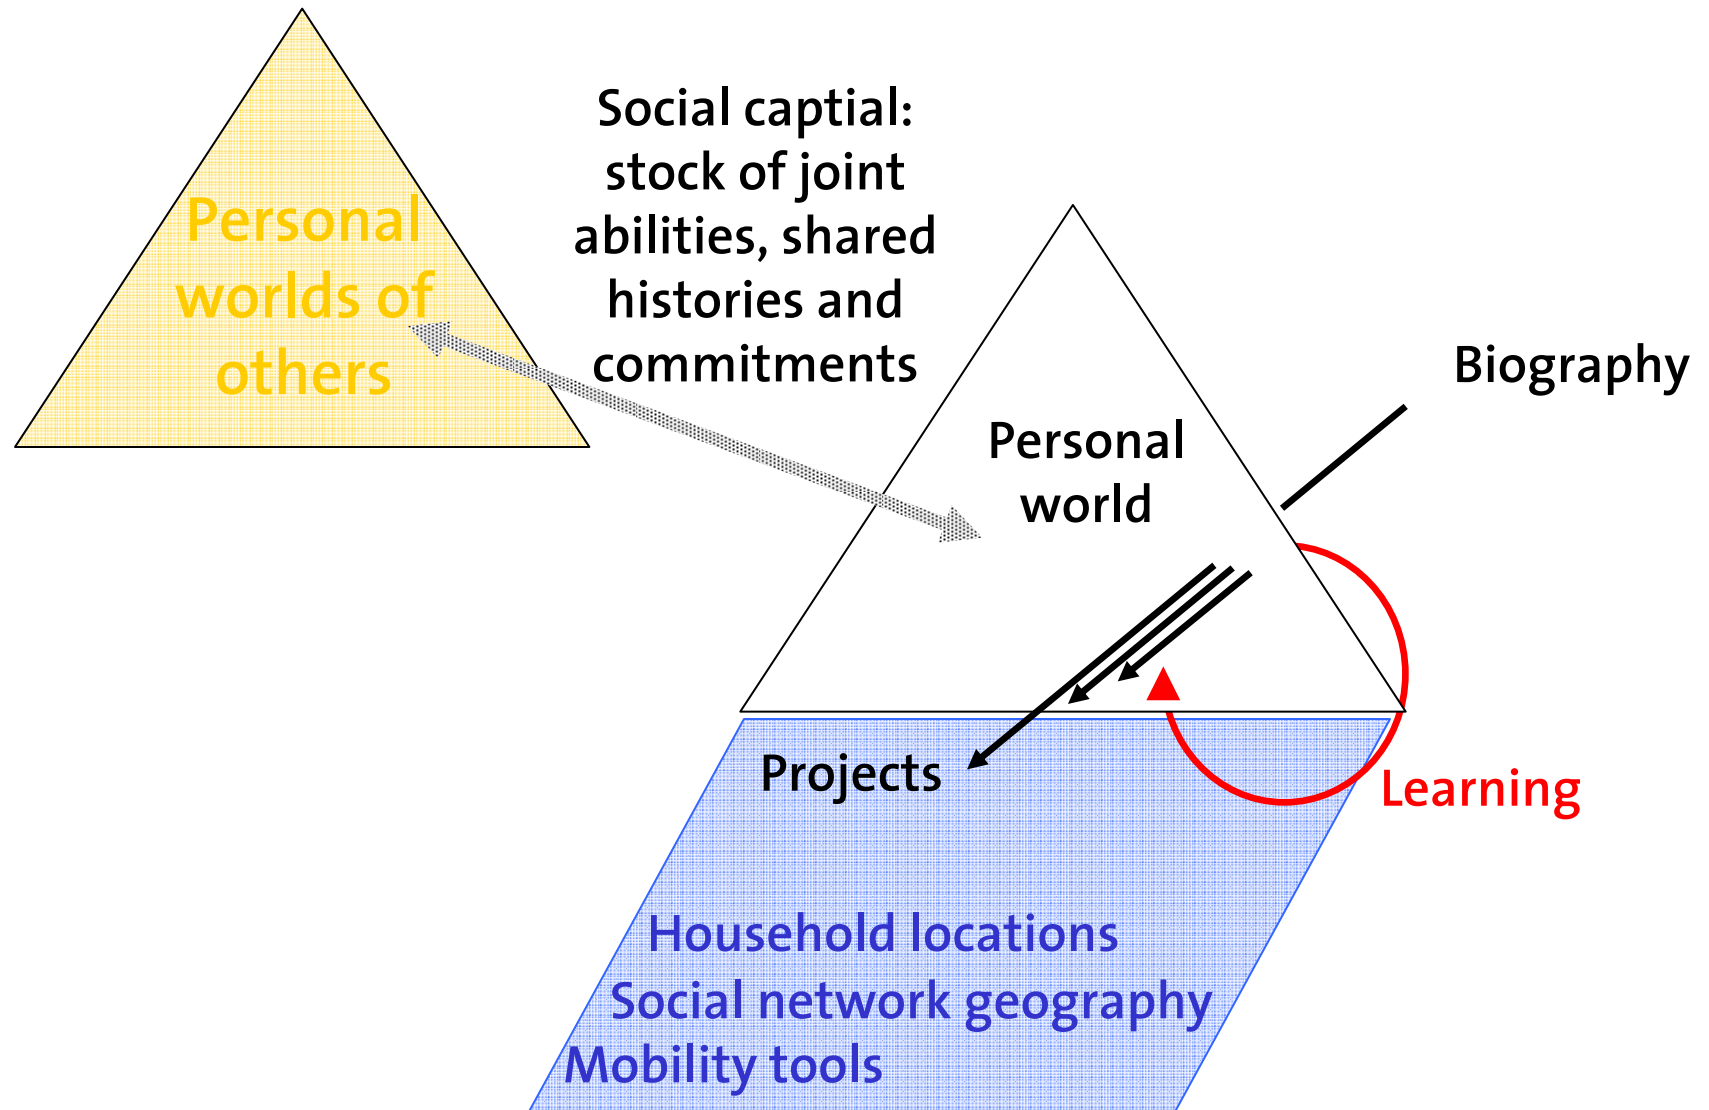 Personal
worlds of
others
Social captial:
stock of joint
abilities, shared
histories and
commitments
Personal
world
Biography
Projects
Learning
Household locations
Social network geography
Mobility tools